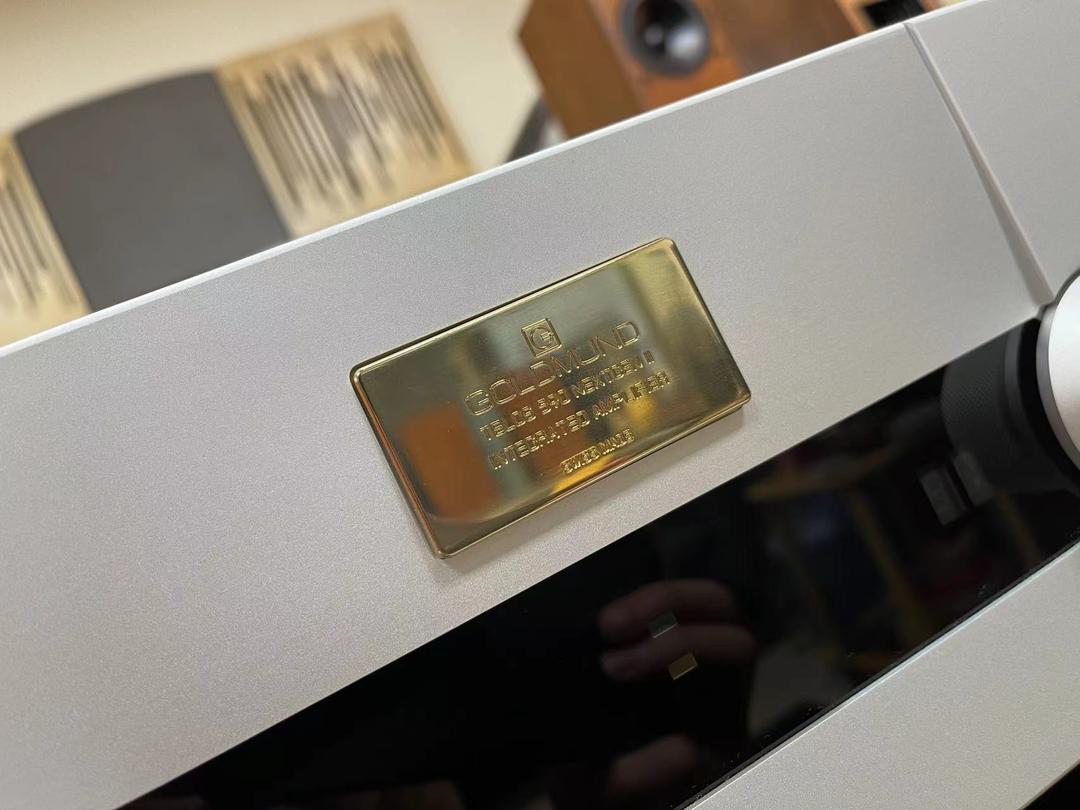 GOLDMUND
TELOS 590 NEXTGEN II
INTEGRATED AMPLIFIER
SWISS MADE